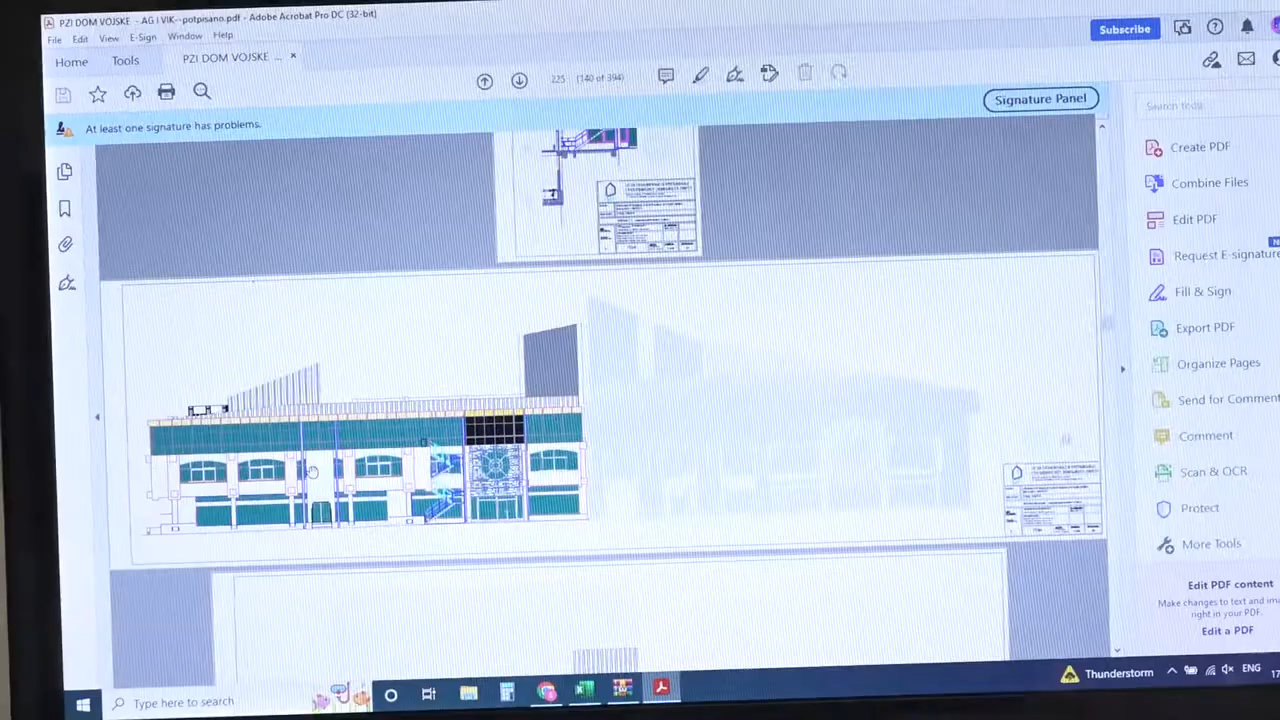 PZI DOM VOJSKE - AG I VIK--potpisano.pdf - Adobe Acrobat Pro DC (32-bit)
File Edit View E-Sign Window Help
Subscribe
Home Tools PZI DOM VOJSKE ... ×
225 (140 of 394)
At least one signature has problems.
Signature Panel
Create PDF
Combine Files
Edit PDF
Request E-signature
Fill & Sign
Export PDF
Organize Pages
Send for Comment
Comment
Scan & OCR
Protect
More Tools
Edit PDF content
Make changes to text and
right in your PDF.
Edit a PDF
Type here to search
Thunderstorm
ENG